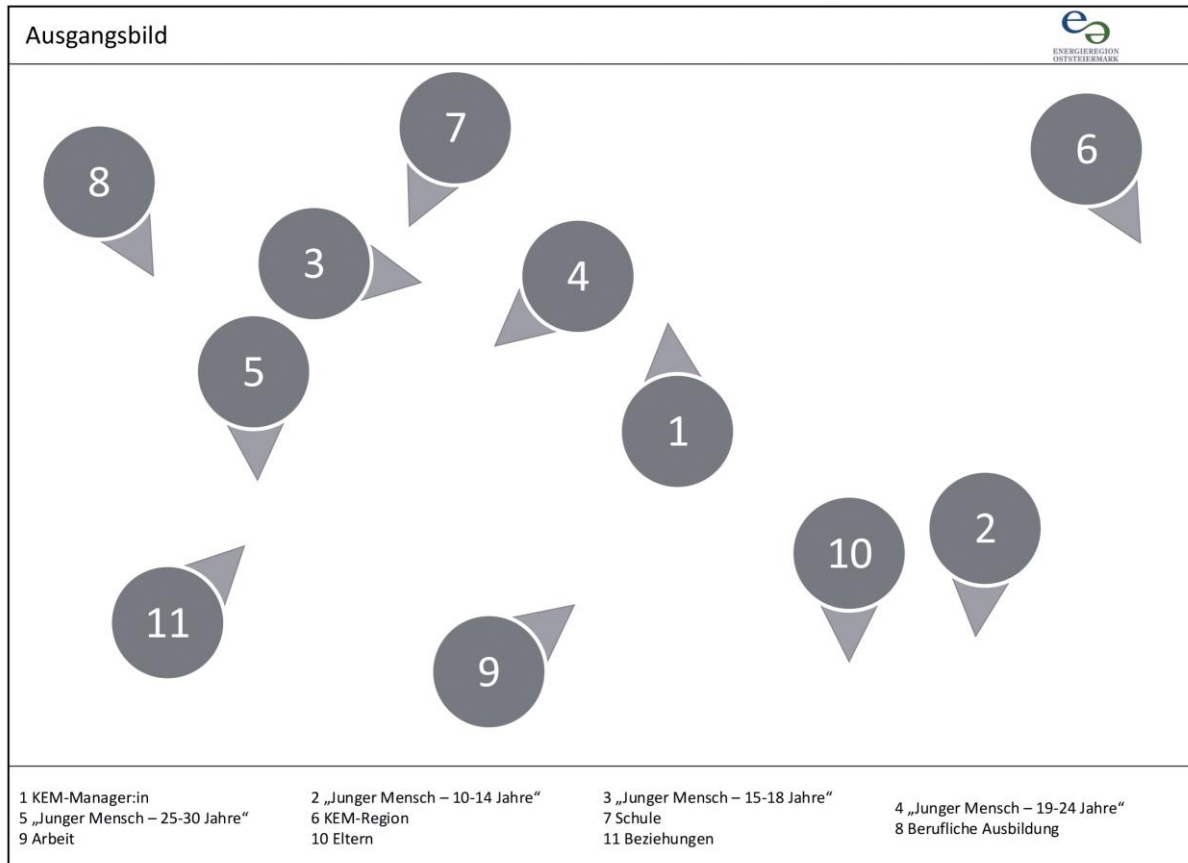 Ausgangsbild
ENERGIEREGION
OSTSTEIERMARK
7
6
8
3
4
5
1
2
10
11
9
1 KEM-Manager:in
2 „Junger Mensch – 10-14 Jahre“
3 „Junger Mensch – 15-18 Jahre“
4 „Junger Mensch – 19-24 Jahre“
5 „Junger Mensch – 25-30 Jahre“
6 KEM-Region
7 Schule
8 Berufliche Ausbildung
9 Arbeit
10 Eltern
11 Beziehungen